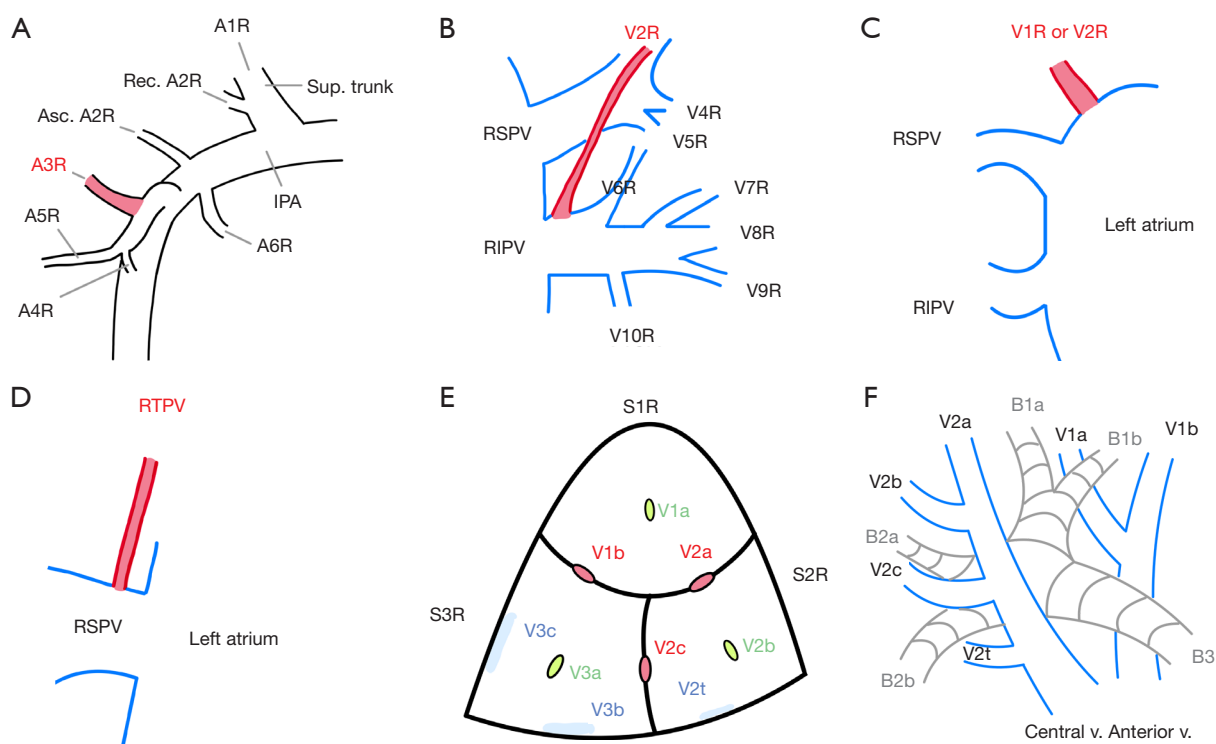 A
A1R
Rec. A2R
Sup. trunk
Asc. A2R
A3R
IPA
A5R
A6R
A4R
B
V2R
V4R
RSPV
V5R
V6R
V7R
V8R
RIPV
V9R
V10R
C
V1R or V2R
RSPV
Left atrium
RIPV
D
RTPV
RSPV
Left atrium
E
S1R
V1a
V1b
V2a
S2R
S3R
V3c
V2c
V2b
V3a
V2t
V3b
F
B1a
V2a
V1a
B1b
V1b
V2b
B2a
V2c
V2t
B3
B2b
Central v. Anterior v.